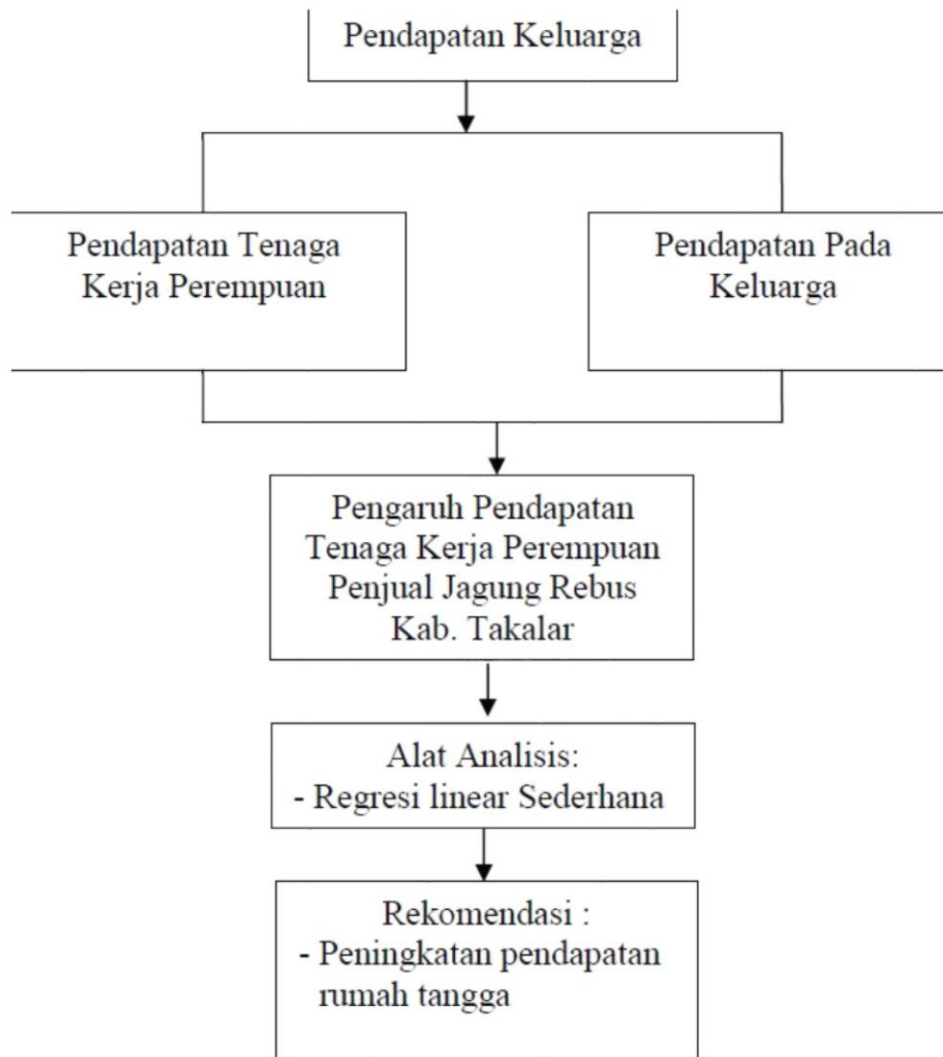 Pendapatan Keluarga
Pendapatan Tenaga
Kerja Perempuan
Pendapatan Pada
Keluarga
Pengaruh Pendapatan
Tenaga Kerja Perempuan
Penjual Jagung Rebus
Kab. Takalar
Alat Analisis:
- Regresi linear Sederhana
Rekomendasi :
- Peningkatan pendapatan
rumah tangga